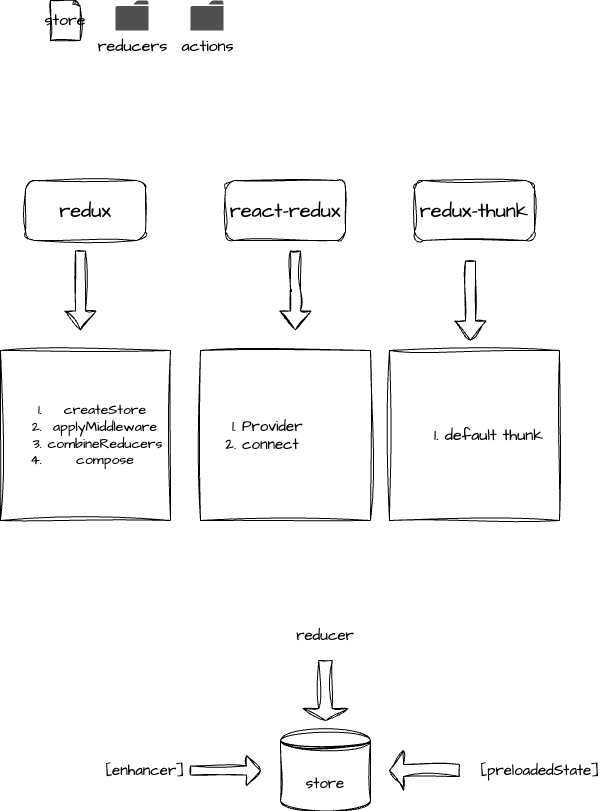 store
reducers
actions
redux
react-redux
redux-thunk
1. createStore
2. applyMiddleware
3. combineReducers
4. compose
1. Provider
2. connect
1. default thunk
reducer
[enhancer]
store
[preloadedState]